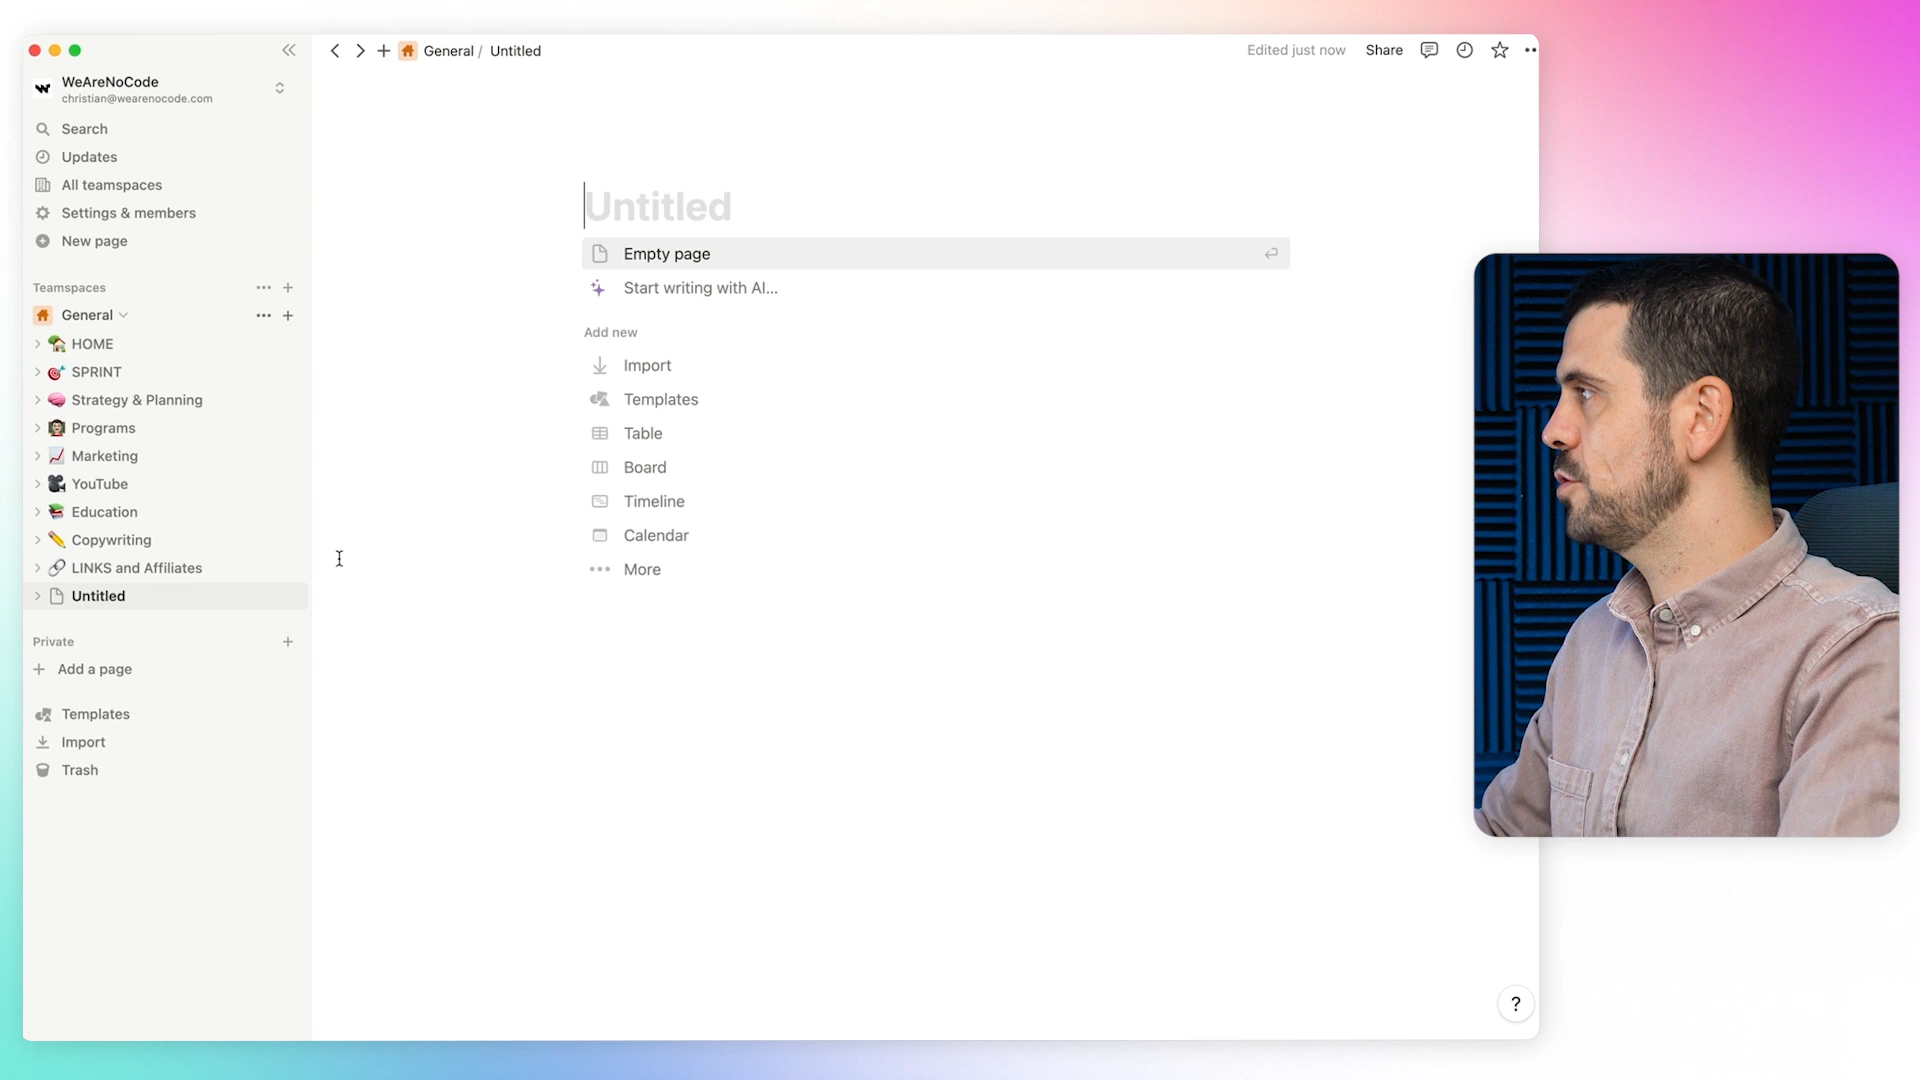 WeAreNoCode
christian@wearenocode.com
Search
Updates
All teamspaces
Settings & members
New page
Teamspaces
General
HOME
SPRINT
Strategy & Planning
Programs
Marketing
YouTube
Education
Copywriting
LINKS and Affiliates
Untitled
Private
Add a page
Templates
Import
Trash
General / Untitled
Edited just now
Share
Untitled
Empty page
Start writing with AI...
Add new
Import
Templates
Table
Board
Timeline
Calendar
More
?